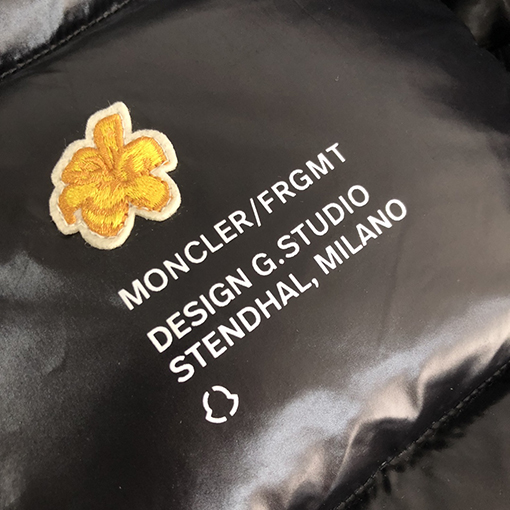 MONCLER/FRGMT
DESIGN G.STUDIO
STENDHAL, MILANO